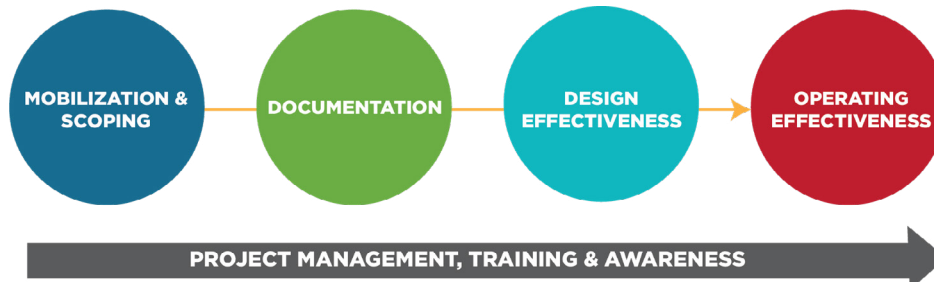 MOBILIZATION &
SCOPING
DOCUMENTATION
DESIGN
EFFECTIVENESS
OPERATING
EFFECTIVENESS
PROJECT MANAGEMENT, TRAINING & AWARENESS